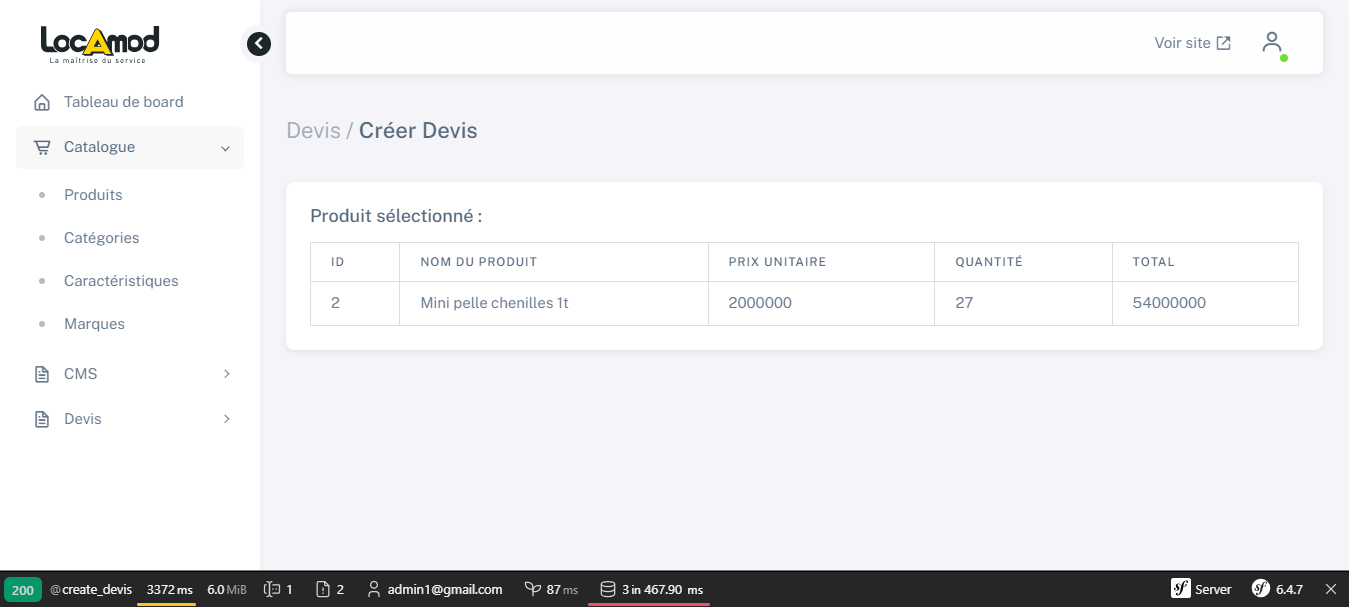 LocAmod
La maîtrise du service
Voir site
Tableau de board
Devis / Créer Devis
Catalogue
Produits
Catégories
Caractéristiques
Marques
CMS
Devis
Produit sélectionné :
ID NOM DU PRODUIT PRIX UNITAIRE QUANTITÉ TOTAL
2 Mini pelle chenilles 1t 2000000 27 54000000
200 @create_devis 3372 ms 6.0 MiB 1 2 admin1@gmail.com 87 ms 3 in 467.90 ms sf Server sf 6.4.7